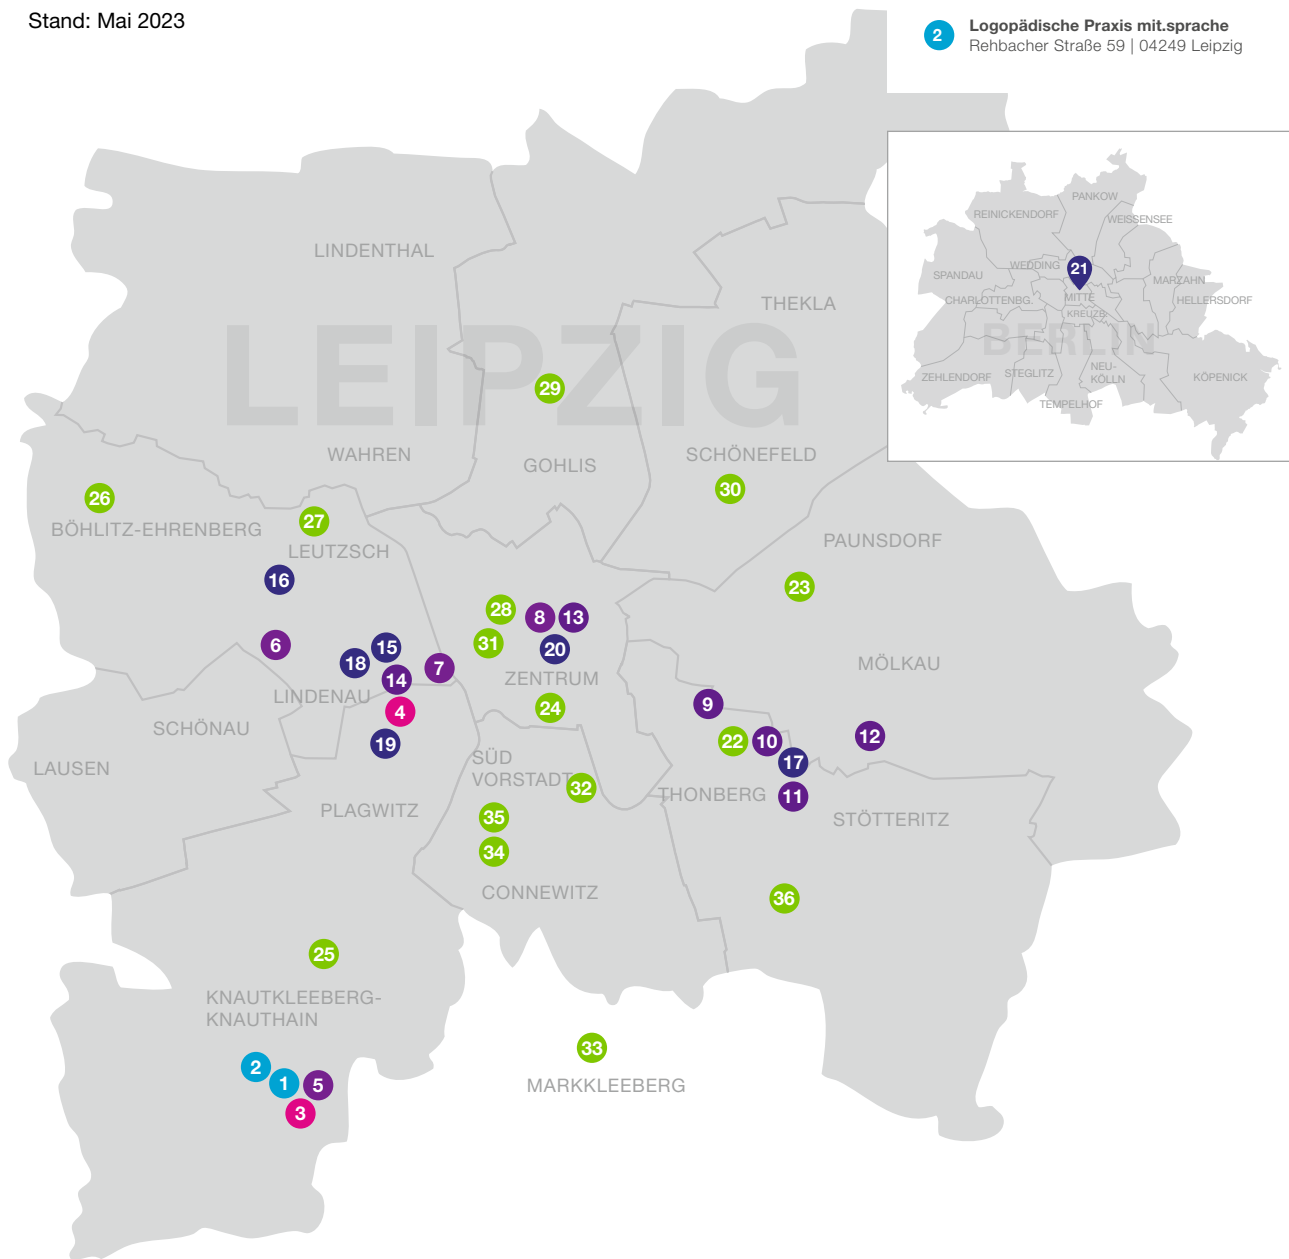 Stand: Mai 2023
2
Logopädische Praxis mit.sprache
Rehbacher Straße 59 | 04249 Leipzig
PANKOW
REINICKENDORF
WEISSENSEE
WEDDING
21
SPANDAU
MARZAHN
CHARLOTTENBG.
MITTE
HELLERSDORF
KREUZB.
BERLIN
ZEHLENDORF
STEGLITZ
NEU-
KÖLLN
KÖPENICK
TEMPELHOF
LINDENTHAL
THEKLA
LEIPZIG
29
WAHREN
GOHLIS
SCHÖNEFELD
30
26
BÖHLITZ-EHRENBERG
27
LEUTZSCH
PAUNSDORF
16
23
28
8
13
6
15
31
20
18
7
14
ZENTRUM
MÖLKAU
LINDENAU
4
24
9
SCHÖNAU
19
22
10
12
LAUSEN
SÜD
VORSTADT
17
32
THONBERG
11
PLAGWITZ
35
STÖTTERITZ
34
CONNEWITZ
36
25
KNAUTKLEEBERG-
KNAUTHAIN
33
2
1
5
MARKKLEEBERG
3